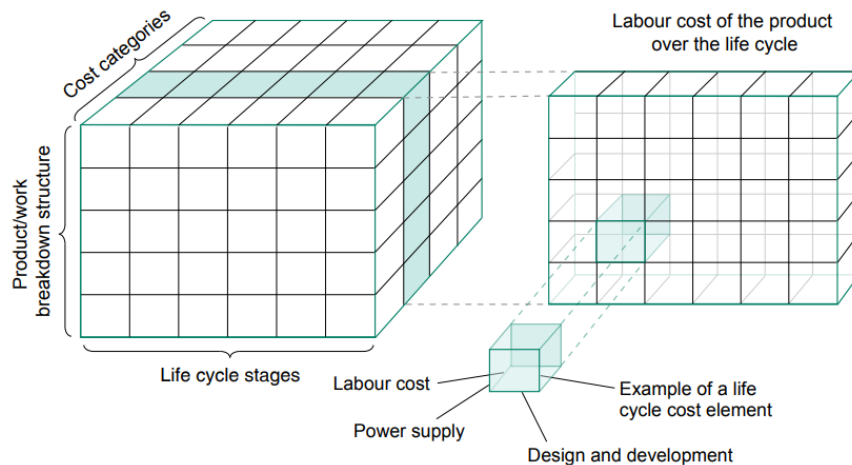 Cost categories
Product/work
breakdown structure
Life cycle stages
Labour cost of the product
over the life cycle
Labour cost
Power supply
Design and development
Example of a life
cycle cost element